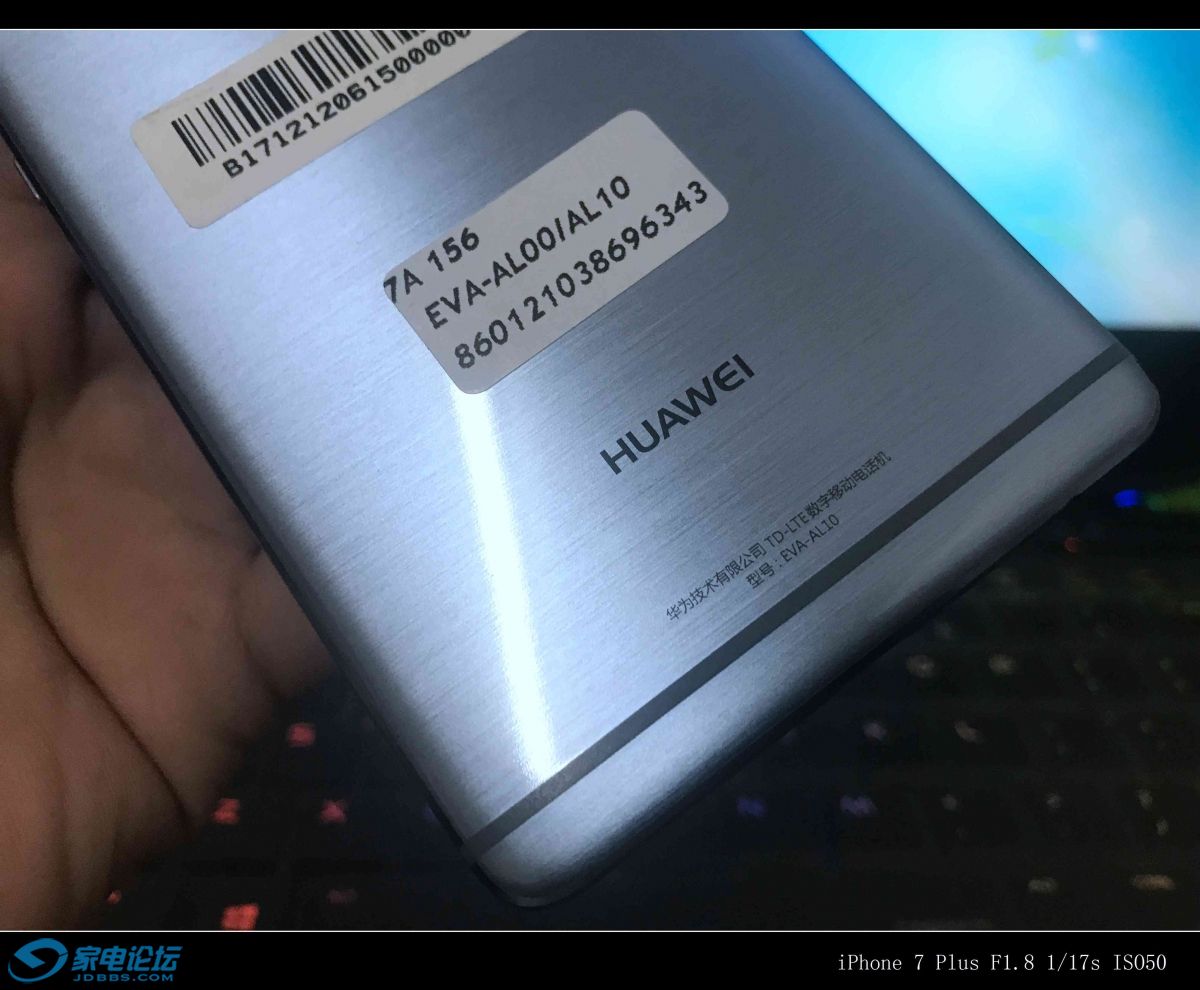 B171212061500000
7A 156
EVA-AL00/AL10
860121038696343
HUAWEI
华为技术有限公司 TD-LTE数字移动电话机
型号：EVA-AL10
Z X
家电论坛
JDBBS.COM
iPhone 7 Plus F1.8 1/17s ISO50